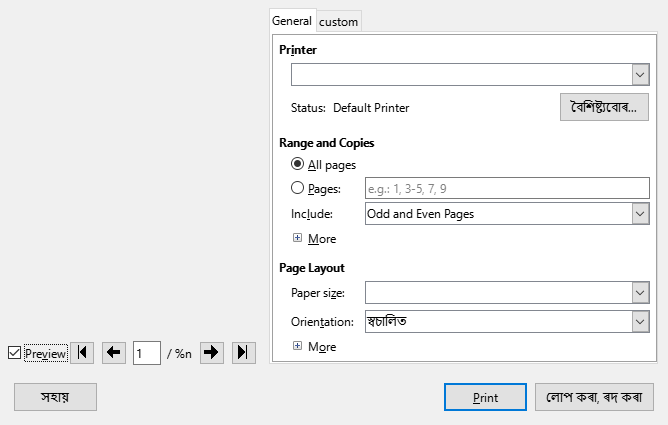 General custom
Printer
Status: Default Printer
বৈশিষ্ট্যবোৰ...
Range and Copies
All pages
Pages: e.g.: 1, 3-5, 7, 9
Include: Odd and Even Pages
More
Page Layout
Paper size:
Orientation: স্বচালিত
More
Preview 1 / %n
সহায় Print লোপ কৰা, ৰদ কৰা